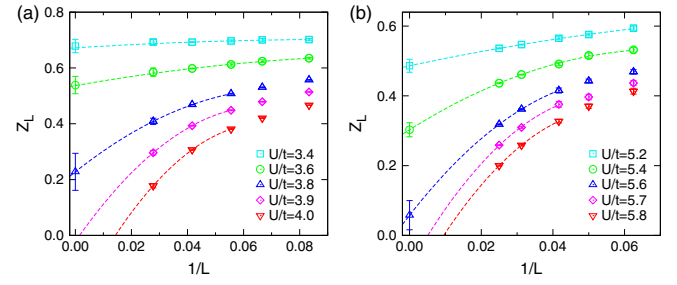 (a)
0.8
0.6
0.4
0.2
0.0
Z_L
0.00 0.02 0.04 0.06 0.08
1/L
U/t=3.4
U/t=3.6
U/t=3.8
U/t=3.9
U/t=4.0
(b)
0.6
0.4
0.2
0.0
Z_L
0.00 0.02 0.04 0.06
1/L
U/t=5.2
U/t=5.4
U/t=5.6
U/t=5.7
U/t=5.8